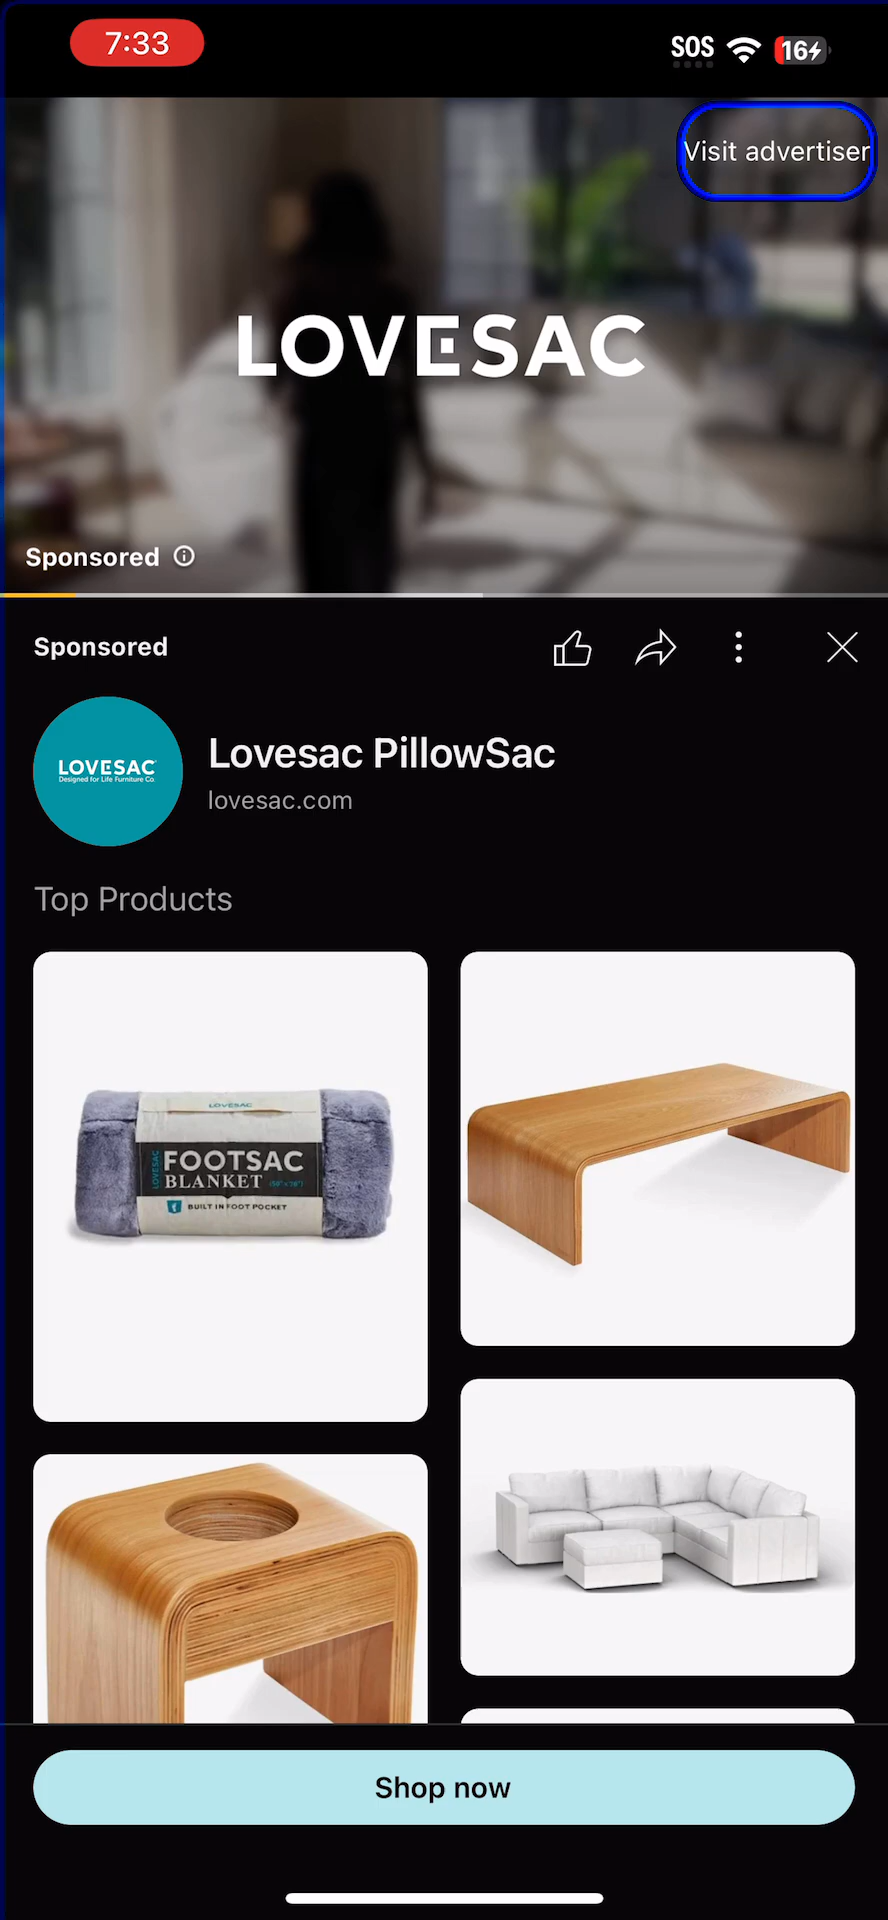 7:33
SOS
16
Visit advertiser
LOVESAC
Sponsored
Sponsored
LOVESAC
Designed for Life Furniture Co.
Lovesac PillowSac
lovesac.com
Top Products
LOVESAC
LOVESAC
FOOTSAC
BLANKET
BUILT IN FOOT POCKET
Shop now